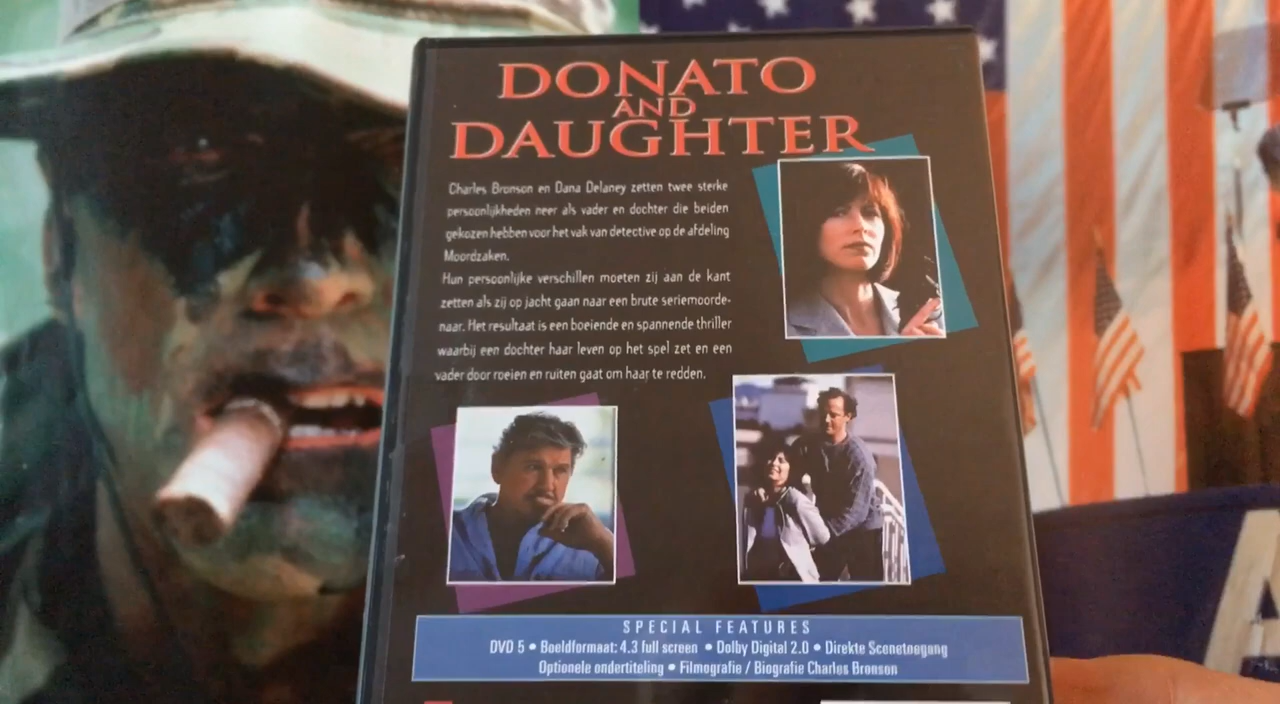 DONATO
AND
DAUGHTER
Charles Bronson en Dana Delaney zetten twee sterke
persoonlijkheden neer als vader en dochter die beiden
gekozen hebben voor het vak van detective op de afdeling
Moordzaken.
Hun persoonlijke verschillen moeten zij aan de kant
zetten als zij op jacht gaan naar een brute seriemoorde-
naar. Het resultaat is een boeiende en spannende thriller
waarbij een dochter haar leven op het spel zet en een
vader door roeien en ruiten gaat om haar te redden.
SPECIAL FEATURES
DVD 5 • Beeldformaat: 4.3 full screen • Dolby Digital 2.0 • Direkte Scenetoegang
Optionele ondertiteling • Filmografie / Biografie Charles Bronson
A